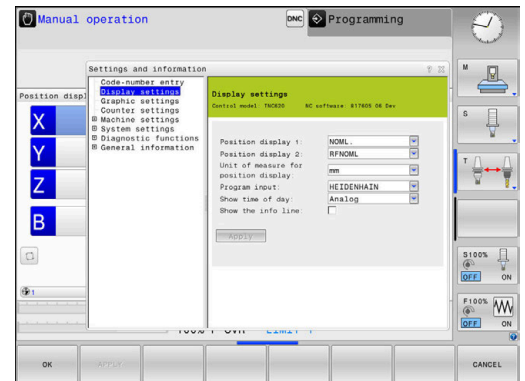 Manual operation
DNC
Programming
Settings and information
? X
Position displ
Code-number entry
Display settings
Graphic settings
Counter settings
Machine settings
System settings
Diagnostic functions
General information
Display settings
Control model: TNC620 NC software: 817605 06 Dev
Position display 1: NOML.
Position display 2: RFNOML
Unit of measure for
position display: mm
Program input: HEIDENHAIN
Show time of day: Analog
Show the info line:
Apply
X
Y
Z
B
1
M
S
T
S100%
OFF ON
F100%
OFF ON
OK
APPLY
CANCEL